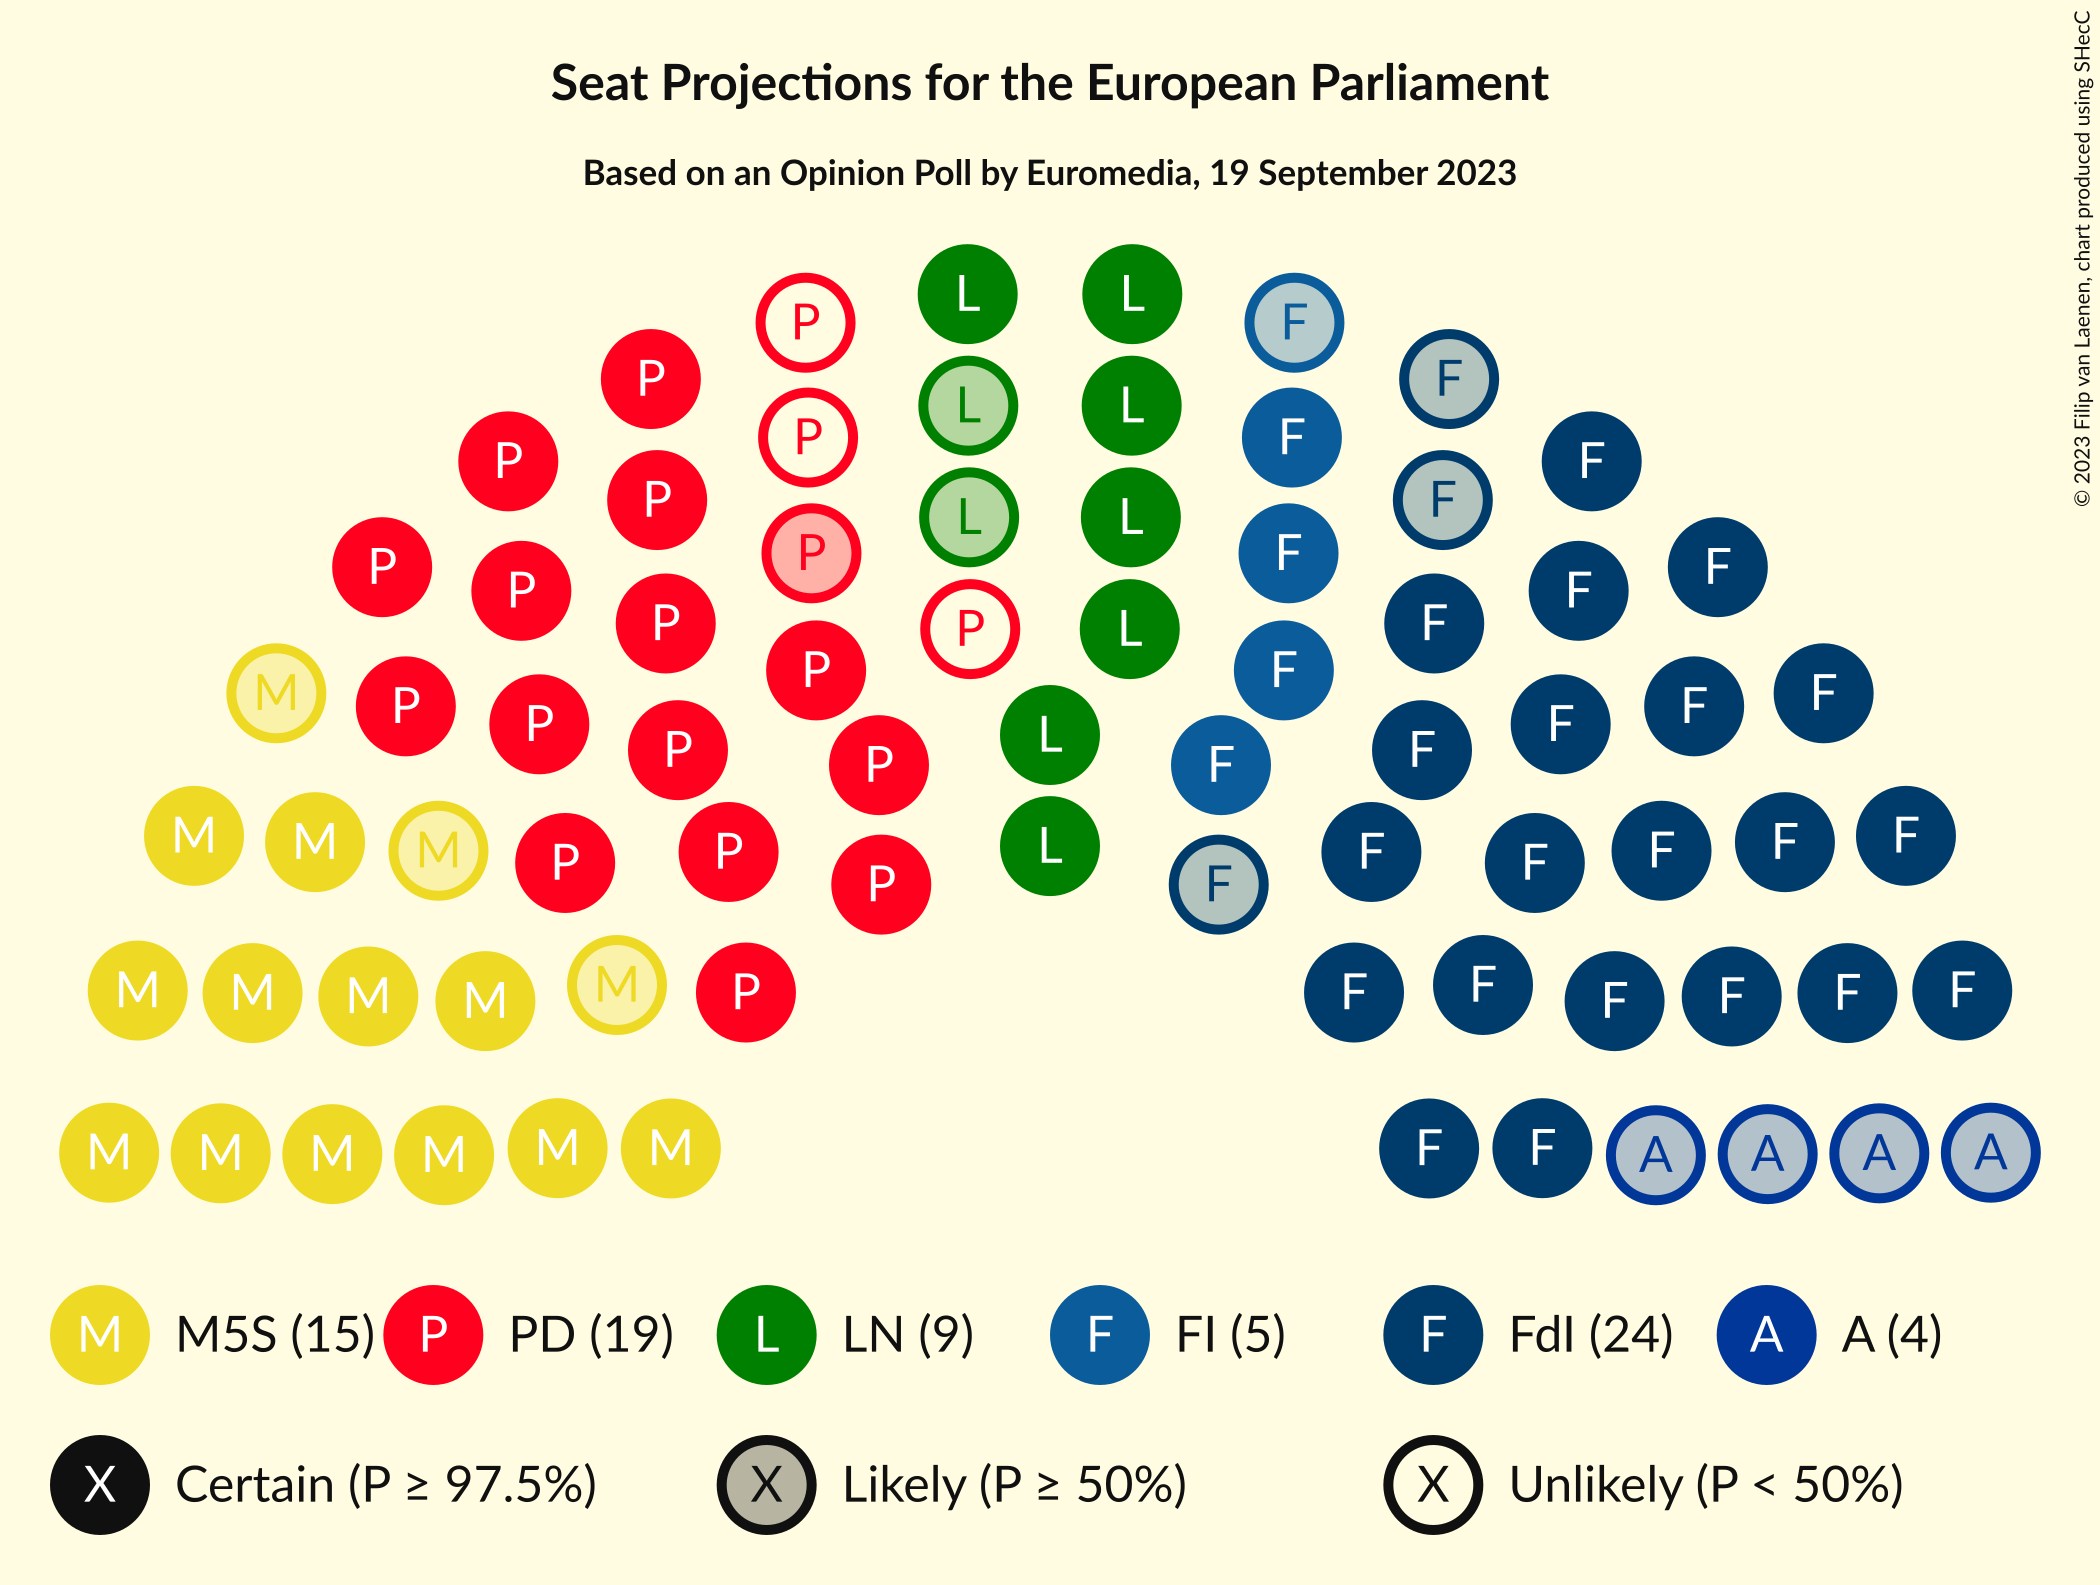 Seat Projections for the European Parliament
Based on an Opinion Poll by Euromedia, 19 September 2023
© 2023 Filip van Laenen, chart produced using SHecC
L L
P F
P F
L L
P F
P F
P L L F
P F
P F
P F
P L F
P F
M F
P F
P F
P L F
P F
P F
M M F F
L
M F
P F
P F
P F
M M M M M P F F F F F F
M M M M M M F F A A A A
M M5S (15) P PD (19) L LN (9) F FI (5) F FdI (24) A A (4)
X Certain (P ≥ 97.5%) X Likely (P ≥ 50%) X Unlikely (P < 50%)